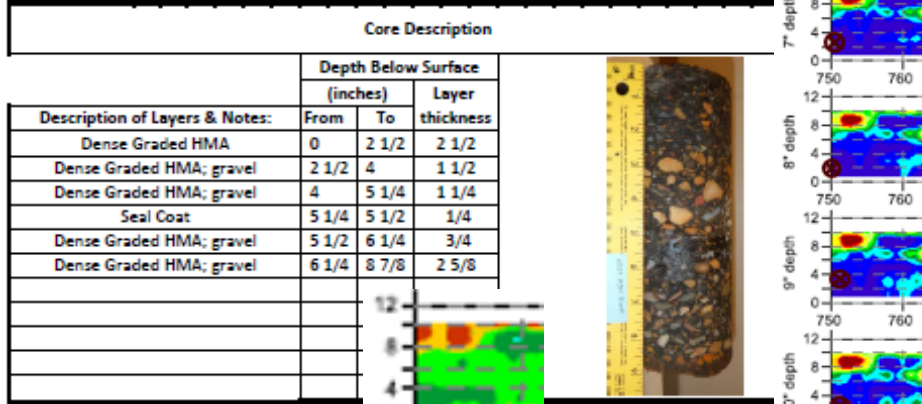 Core Description
Depth Below Surface
(inches) Layer
Description of Layers & Notes: From To thickness
Dense Graded HMA 0 2 1/2 2 1/2
Dense Graded HMA; gravel 2 1/2 4 1 1/2
Dense Graded HMA; gravel 4 5 1/4 1 1/4
Seal Coat 5 1/4 5 1/2 1/4
Dense Graded HMA; gravel 5 1/2 6 1/4 3/4
Dense Graded HMA; gravel 6 1/4 8 7/8 2 5/8
12
8
4
7" depth
8
4
0
750 760
8" depth
12
8
4
0
750 760
9" depth
12
8
4
0
750 760
12
8
4
depth